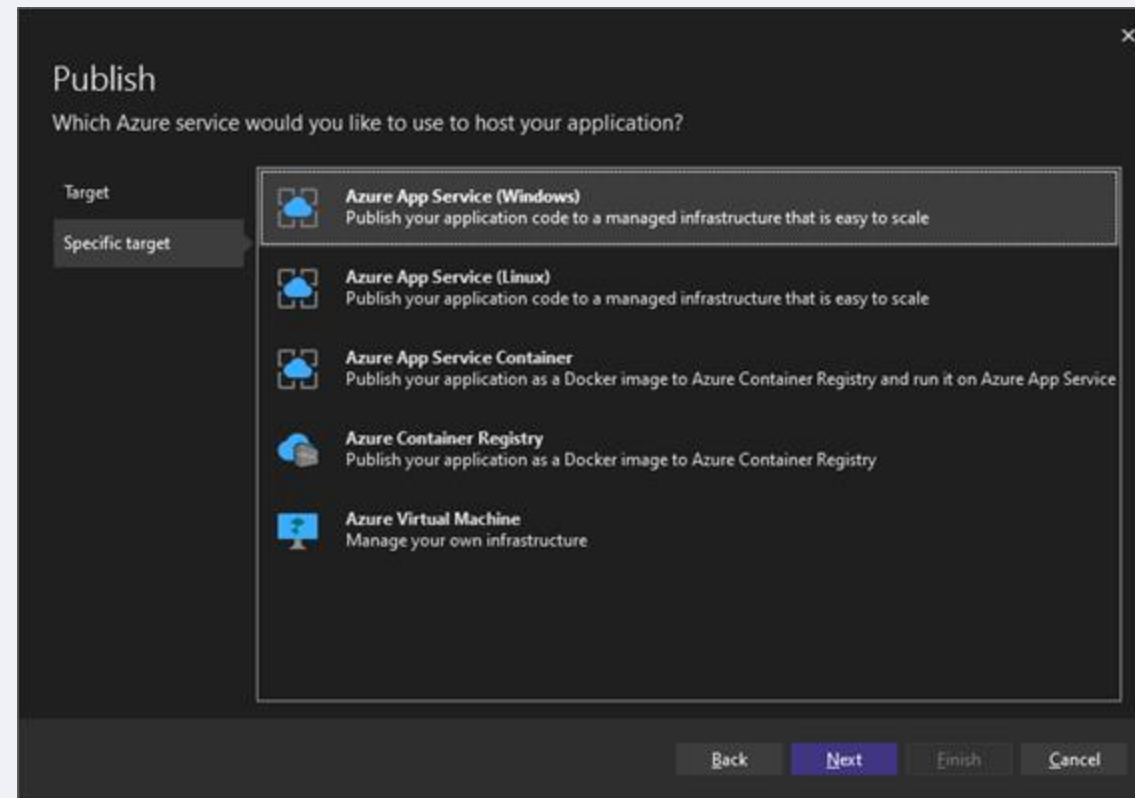 Publish
Which Azure service would you like to use to host your application?
Target
Specific target
Azure App Service (Windows)
Publish your application code to a managed infrastructure that is easy to scale
Azure App Service (Linux)
Publish your application code to a managed infrastructure that is easy to scale
Azure App Service Container
Publish your application as a Docker image to Azure Container Registry and run it on Azure App Service
Azure Container Registry
Publish your application as a Docker image to Azure Container Registry
Azure Virtual Machine
Manage your own infrastructure
Back Next Finish Cancel